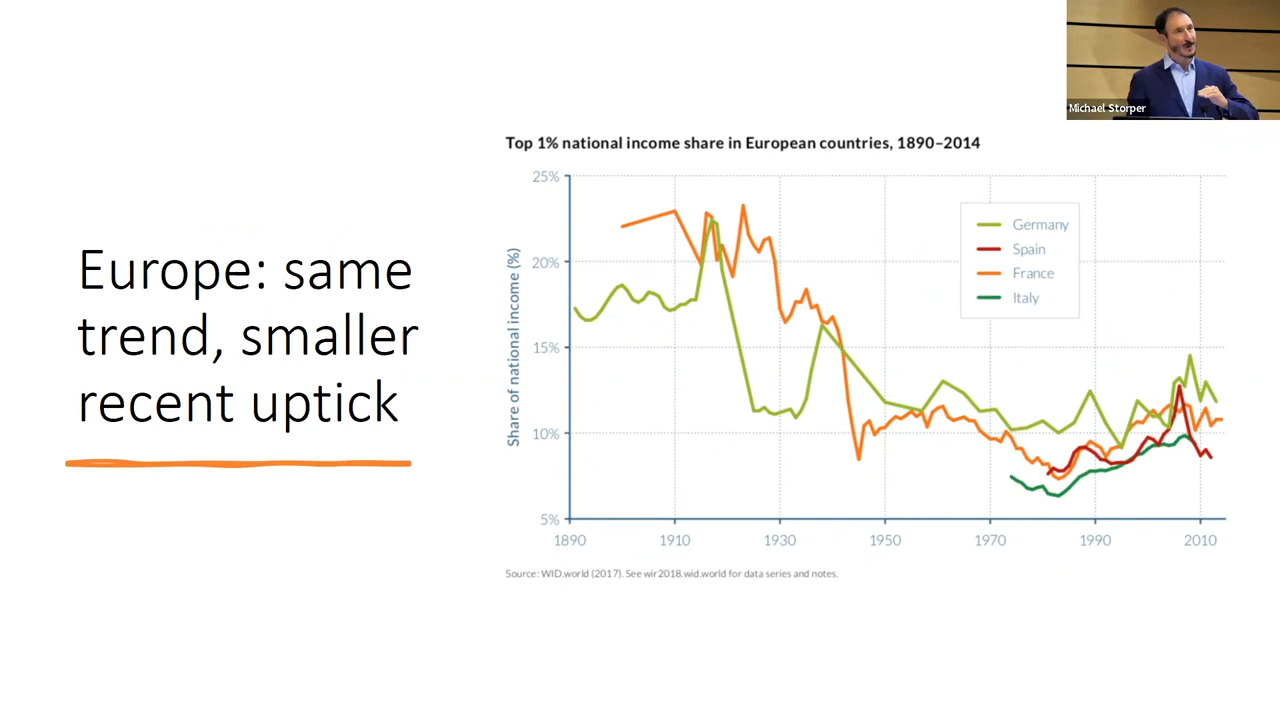 Michael Storper
Europe: same
trend, smaller
recent uptick
Top 1% national income share in European countries, 1890–2014
Share of national income (%)
25%
20%
15%
10%
5%
1890
1910
1930
1950
1970
1990
2010
Germany
Spain
France
Italy
Source: WID.world (2017). See wir2018.wid.world for data series and notes.